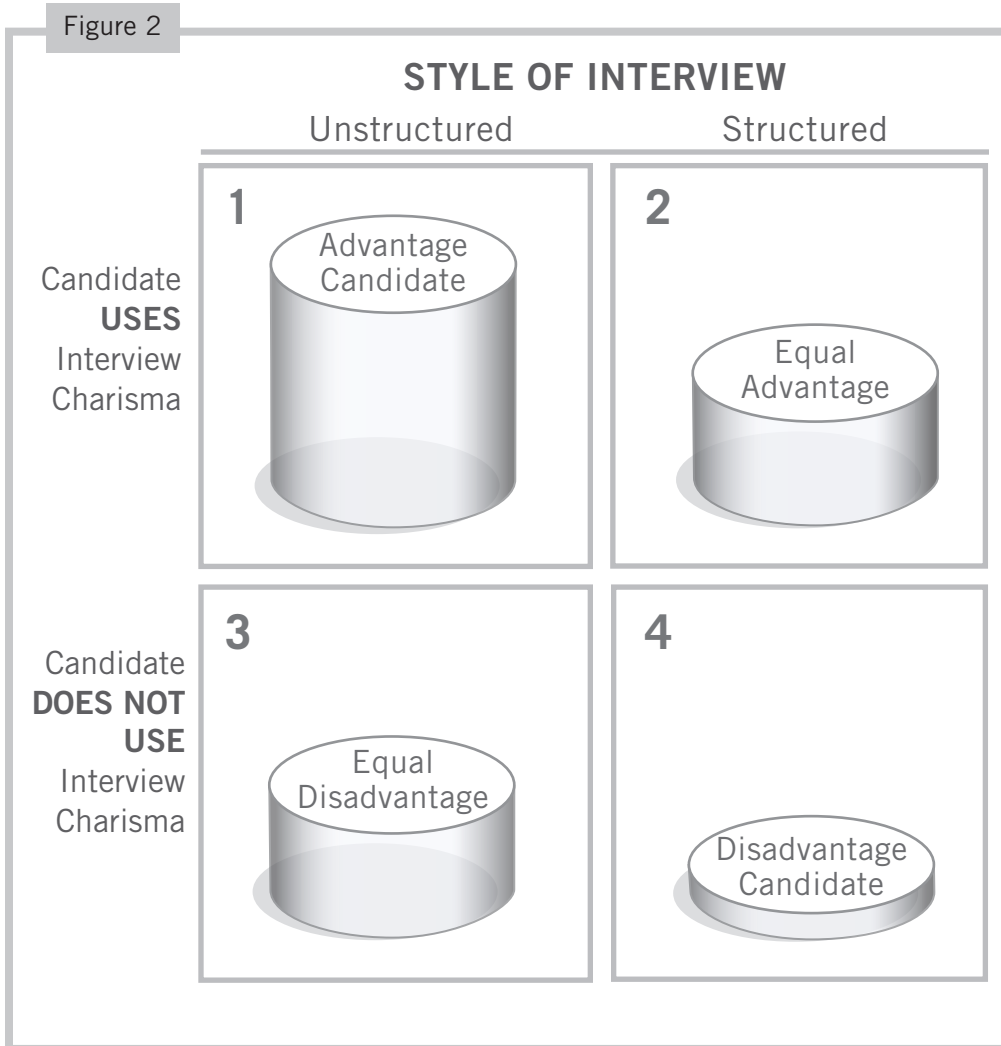 Figure 2
STYLE OF INTERVIEW
Unstructured
Structured
Candidate
USES
Interview
Charisma
1
Advantage
Candidate
2
Equal
Advantage
Candidate
DOES NOT
USE
Interview
Charisma
3
Equal
Disadvantage
4
Disadvantage
Candidate